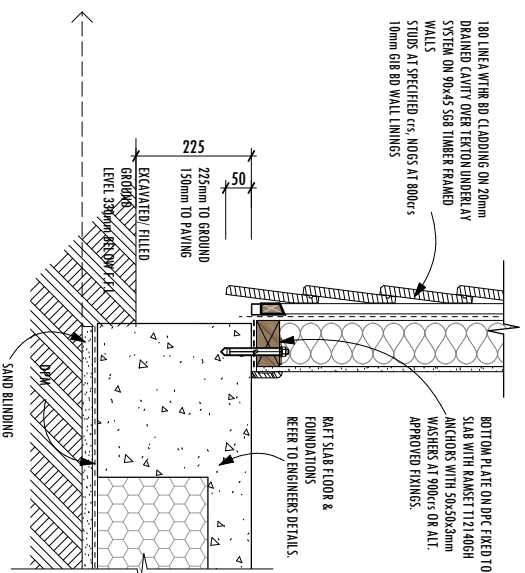 180 LINEA WTHR BD CLADDING ON 20mm
DRAINED CAVITY OVER TEKTON UNDERLAY
SYSTEM ON 90x45 SG8 TIMBER FRAMED
WALLS
STUDS AT SPECIFIED crs, NOGS AT 800crs
10mm GIB BD WALL LININGS
225
50
225mm TO GROUND
150mm TO PAVING
EXCAVATED/ FILLED
GROUND
LEVEL 330mm BELOW F.F.L
BOTTOM PLATE ON DPC FIXED TO
SLAB WITH RAMSET T12140GH
ANCHORS WITH 50x50x3mm
WASHERS AT 900crs OR ALT.
APPROVED FIXINGS.
RAFT SLAB FLOOR &
FOUNDATIONS
REFER TO ENGINEERS DETAILS.
DPM
SAND BLINDING